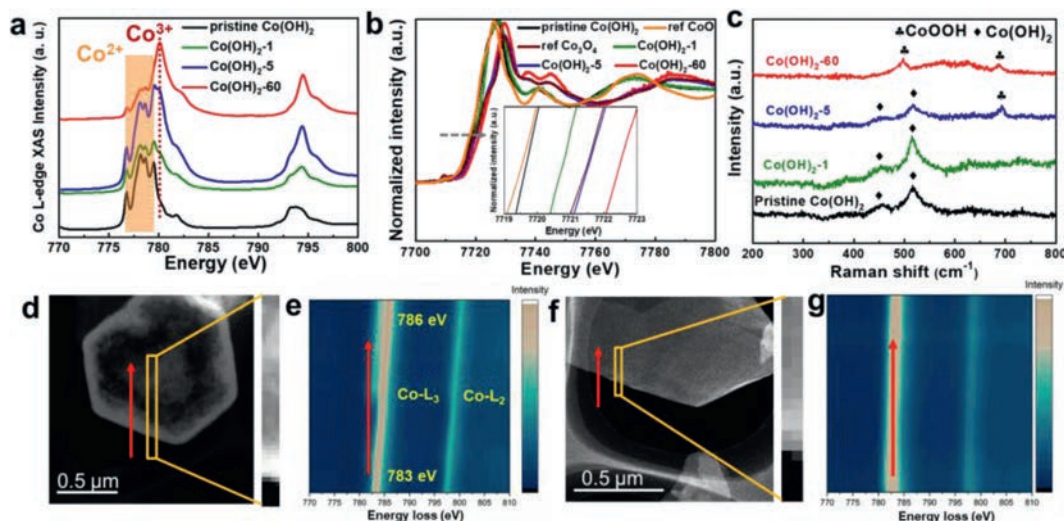 a
Co L-edge XAS Intensity (a. u.)
Co²⁺
Co³⁺
pristine Co(OH)₂
Co(OH)₂-1
Co(OH)₂-5
Co(OH)₂-60
770 775 780 785 790 795 800
Energy (eV)
b
Normalized intensity (a.u.)
pristine Co(OH)₂ ref CoO
ref Co₃O₄ Co(OH)₂-1
Co(OH)₂-5 Co(OH)₂-60
Normalized intensity (a.u.)
7719 7720 7721 7722 7723
Energy (eV)
7700 7720 7740 7760 7780 7800
Energy (eV)
c
Intensity (a.u.)
♣CoOOH ♦ Co(OH)₂
Co(OH)₂-60
Co(OH)₂-5
Co(OH)₂-1
Pristine Co(OH)₂
200 300 400 500 600 700 800
Raman shift (cm⁻¹)
d
0.5 µm
e
Intensity
786 eV
Co-L₃ Co-L₂
783 eV
770 775 780 785 790 795 800 805 810
Energy loss (eV)
f
0.5 µm
g
Intensity
770 775 780 785 790 795 800 805 810
Energy loss (eV)